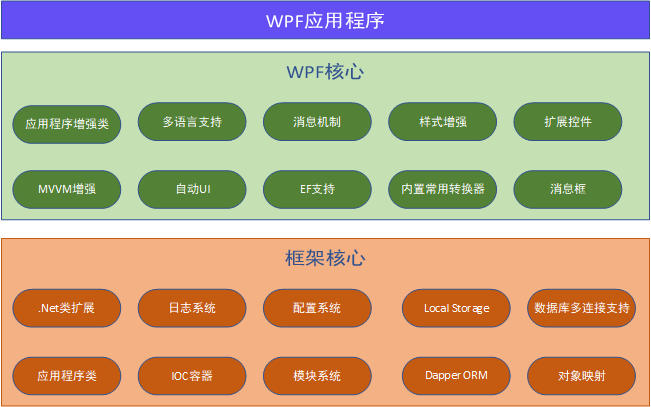 WPF应用程序
WPF核心
应用程序增强类
多语言支持
消息机制
样式增强
扩展控件
MVVM增强
自动UI
EF支持
内置常用转换器
消息框
框架核心
.Net类扩展
日志系统
配置系统
Local Storage
数据库多连接支持
应用程序类
IOC容器
模块系统
Dapper ORM
对象映射